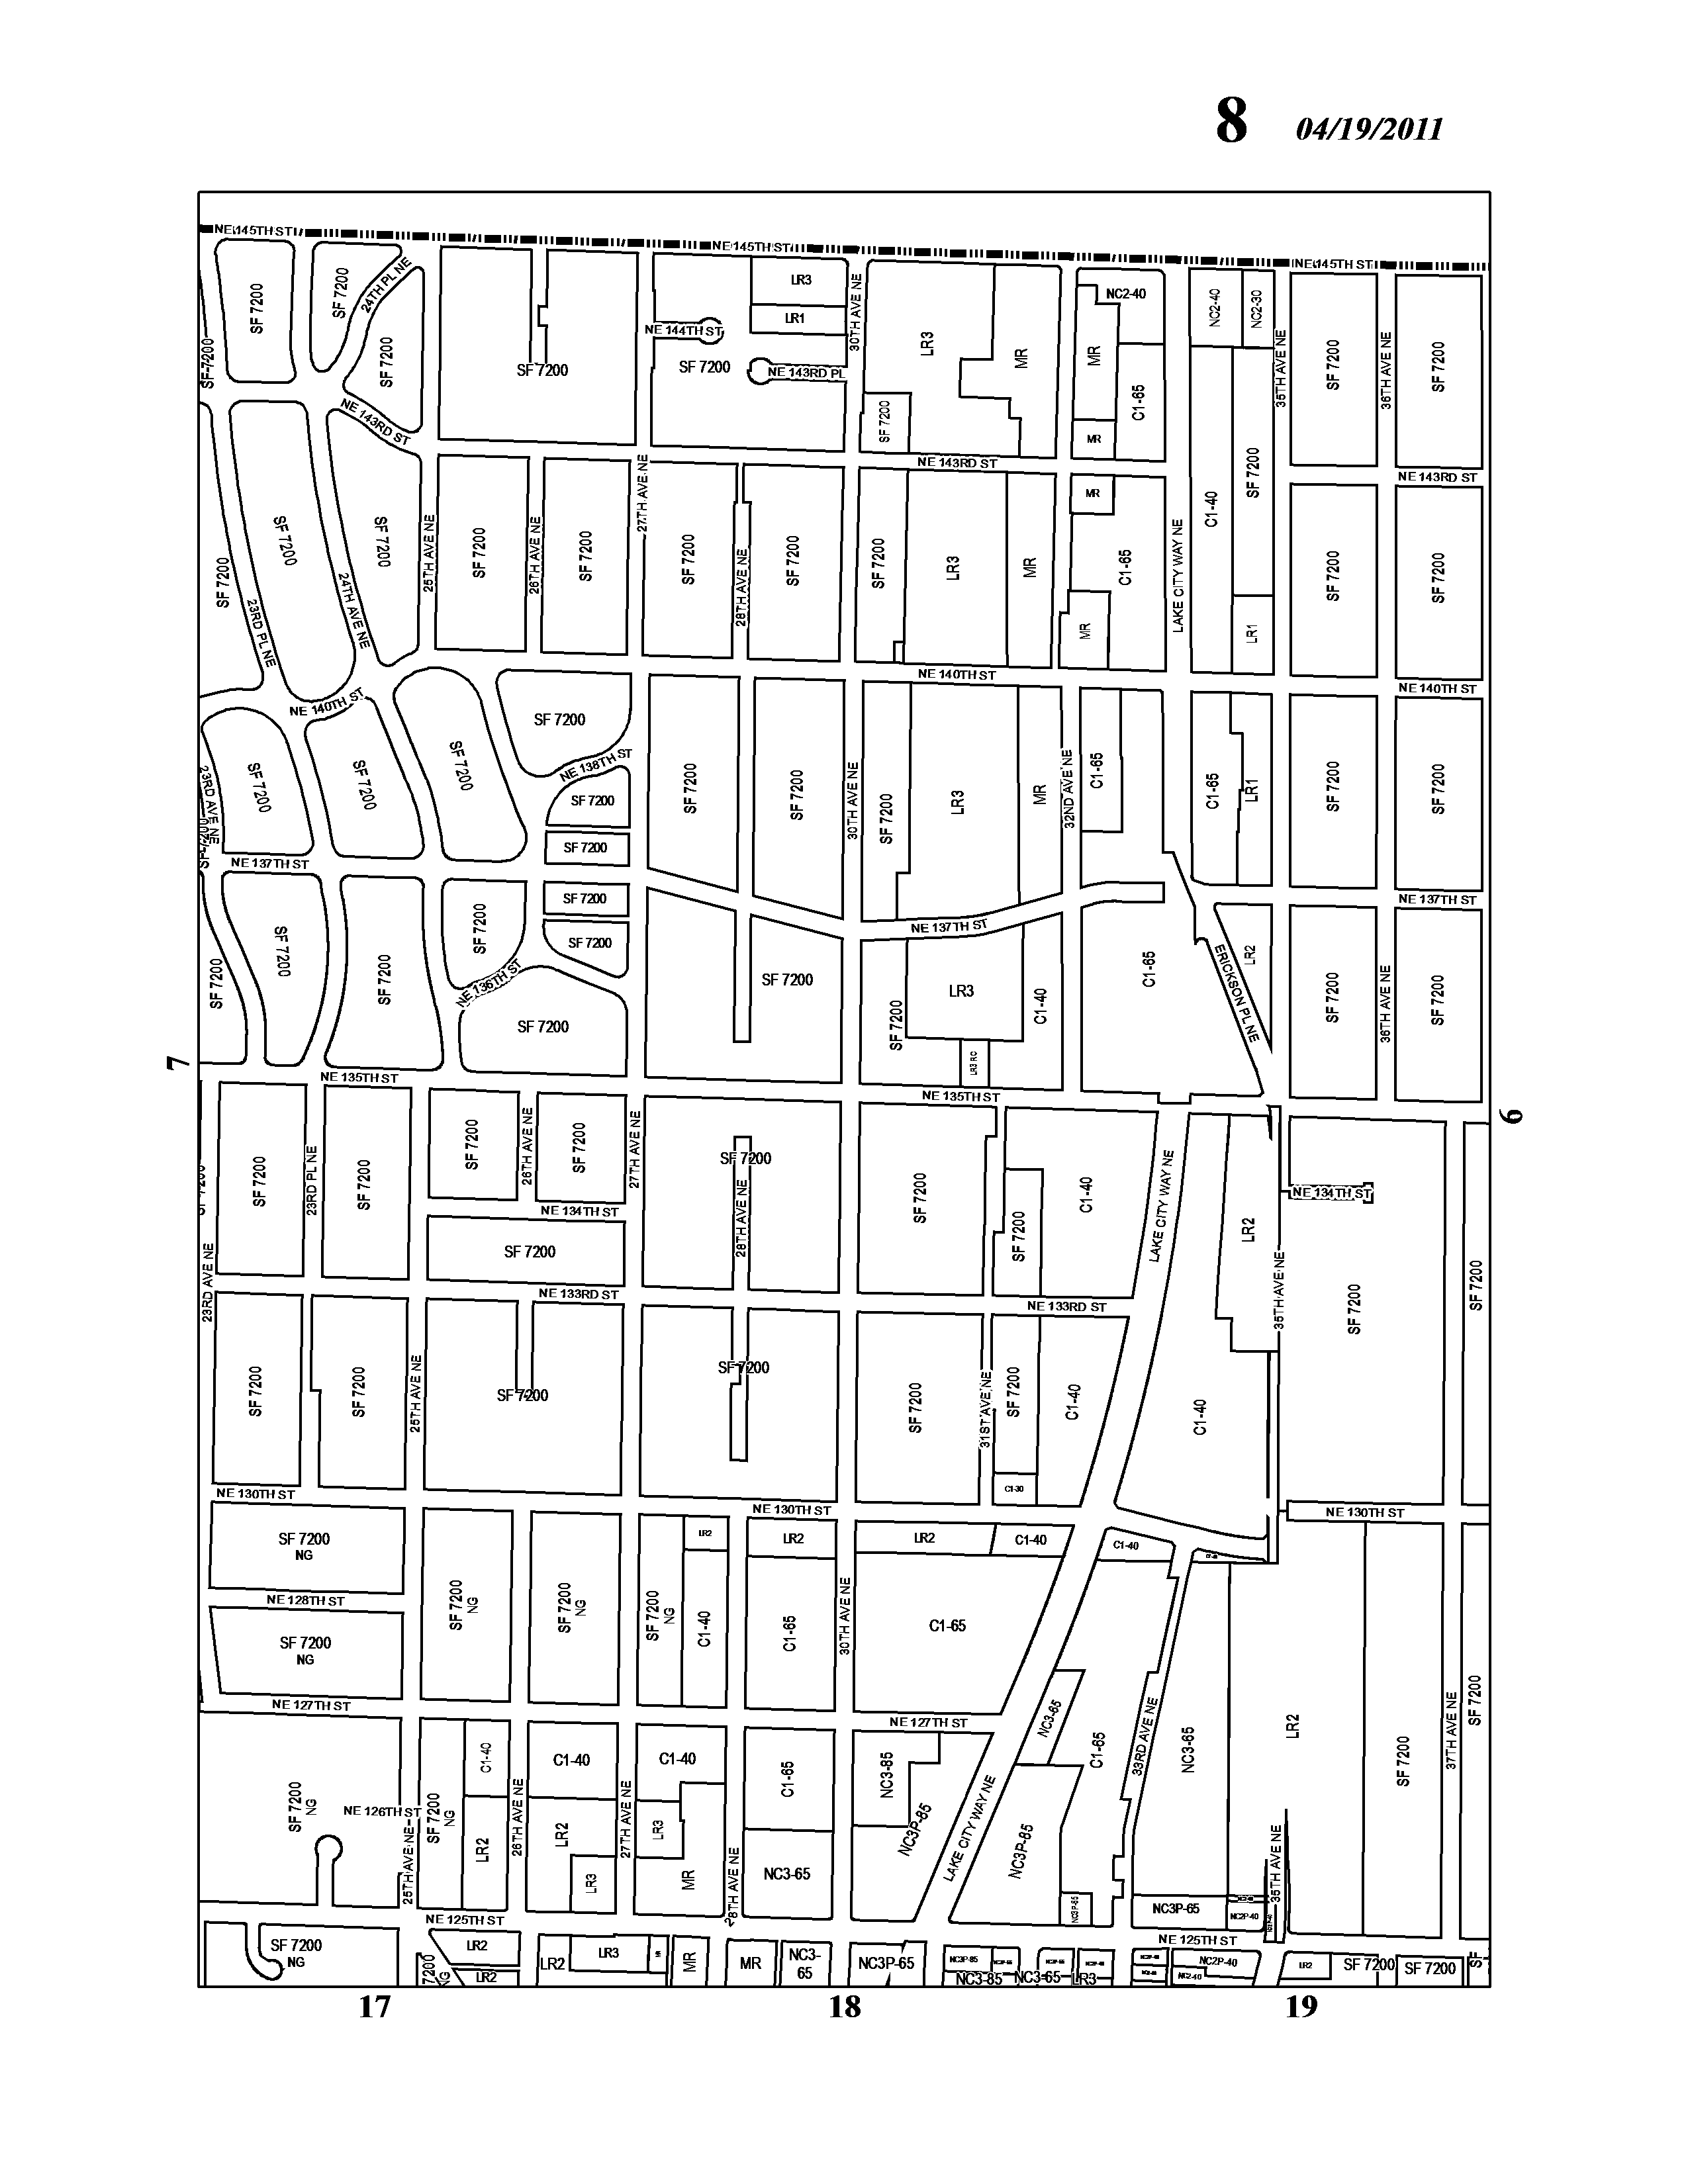 8 04/19/2011
NE 145TH ST
NE 145TH ST
NE 145TH ST
SF 7200
SF 7200
24TH PL NE
SF 7200
SF 7200
SF 7200
NE 144TH ST
SF 7200
LR3
LR1
NE 143RD PL
30TH AVE NE
LR3
MR
SF 7200
NC2-40
MR
C1-65
MR
NC2-40
NC2-30
35TH AVE NE
SF 7200
36TH AVE NE
SF 7200
NE 143RD ST
NE 143RD ST
NE 143RD ST
SF 7200
SF 7200
23RD PL NE
24TH AVE NE
SF 7200
25TH AVE NE
SF 7200
26TH AVE NE
SF 7200
27TH AVE NE
SF 7200
28TH AVE NE
SF 7200
SF 7200
LR3
MR
MR
C1-65
MR
LAKE CITY WAY NE
C1-40
SF 7200
LR1
SF 7200
SF 7200
NE 140TH ST
NE 140TH ST
NE 140TH ST
SF 7200
23RD AVE NE
SF 7200
SF 7200
SF 7200
NE 138TH ST
SF 7200
SF 7200
SF 7200
SF 7200
30TH AVE NE
SF 7200
LR3
MR
32ND AVE NE
C1-65
C1-65
LR1
SF 7200
SF 7200
NE 137TH ST
NE 137TH ST
NE 137TH ST
SF 7200
SF 7200
SF 7200
SF 7200
SF 7200
SF 7200
NE 136TH ST
SF 7200
SF 7200
SF 7200
LR3
LR3 RC
C1-40
C1-65
ERICKSON PL NE
LR2
SF 7200
36TH AVE NE
SF 7200
7
NE 135TH ST
NE 135TH ST
9
SF 7200
23RD PL NE
SF 7200
SF 7200
26TH AVE NE
SF 7200
27TH AVE NE
SF 7200
28TH AVE NE
SF 7200
SF 7200
C1-40
LAKE CITY WAY NE
LR2
NE 134TH ST
NE 134TH ST
SF 7200
23RD AVE NE
35TH AVE NE
SF 7200
SF 7200
NE 133RD ST
NE 133RD ST
SF 7200
SF 7200
25TH AVE NE
SF 7200
SF 7200
SF 7200
31ST AVE NE
SF 7200
C1-30
C1-40
C1-40
NE 130TH ST
NE 130TH ST
NE 130TH ST
SF 7200
NG
LR2
LR2
LR2
C1-40
C1-40
NE 128TH ST
SF 7200
NG
SF 7200
NG
SF 7200
NG
SF 7200
NG
C1-40
C1-65
30TH AVE NE
C1-65
NE 127TH ST
NE 127TH ST
NC3-65
C1-65
33RD AVE NE
NC3-65
LR2
SF 7200
37TH AVE NE
SF 7200
SF 7200
NG
NE 126TH ST
25TH AVE NE
SF 7200
NG
C1-40
LR2
26TH AVE NE
C1-40
LR2
LR3
27TH AVE NE
C1-40
LR3
MR
28TH AVE NE
C1-65
NC3-65
NC3-85
NC3P-85
LAKE CITY WAY NE
NC3P-85
NC3P-65
NC2P-40
35TH AVE NE
NE 125TH ST
NE 125TH ST
SF 7200
NG
LR2
LR2
LR2
LR3
MR
MR
NC3-
65
NC3P-65
NC3P-85
NC3-85
NC3-65
LR3
NC2P-40
NC2-40
LR2
SF 7200
SF 7200
17 18 19